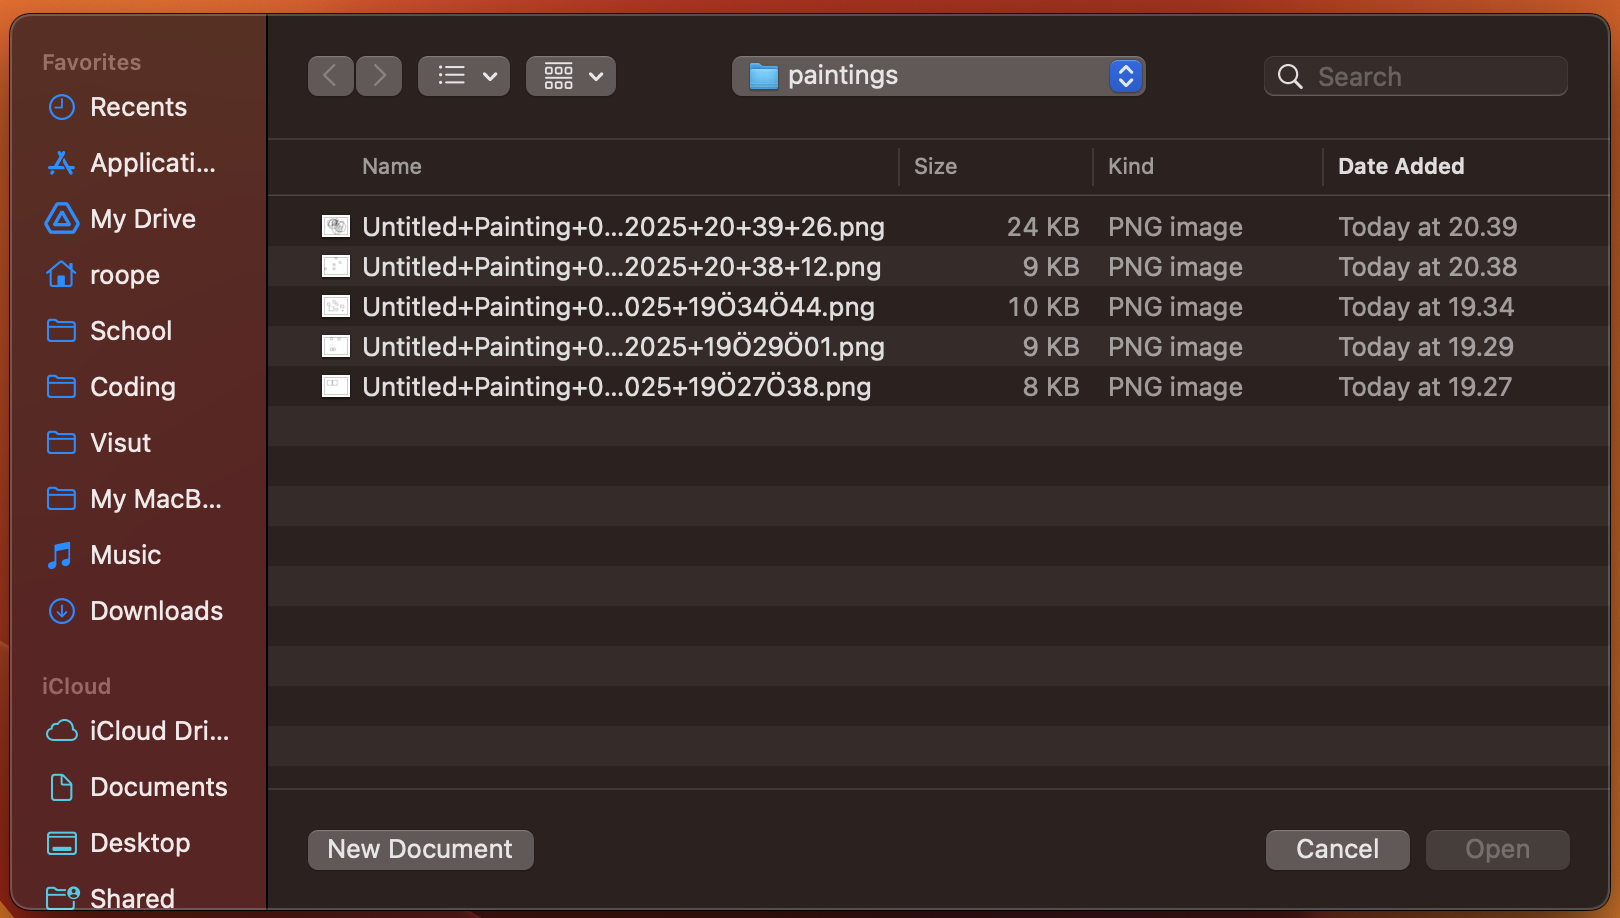 Favorites
Recents
Applicati...
My Drive
roope
School
Coding
Visut
My MacB...
Music
Downloads
iCloud
iCloud Dri...
Documents
Desktop
Shared
paintings
Search
Name Size Kind Date Added
Untitled+Painting+0...2025+20+39+26.png 24 KB PNG image Today at 20.39
Untitled+Painting+0...2025+20+38+12.png 9 KB PNG image Today at 20.38
Untitled+Painting+0...025+19Ö34Ö44.png 10 KB PNG image Today at 19.34
Untitled+Painting+0...2025+19Ö29Ö01.png 9 KB PNG image Today at 19.29
Untitled+Painting+0...025+19Ö27Ö38.png 8 KB PNG image Today at 19.27
New Document Cancel Open